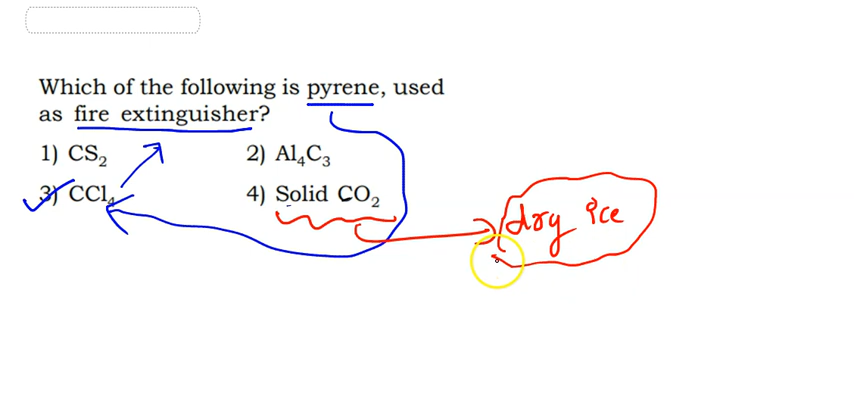 Which of the following is pyrene, used
as fire extinguisher?
1) CS₂ 2) Al₄C₃
3) CCl₄ 4) Solid CO₂
dry ice